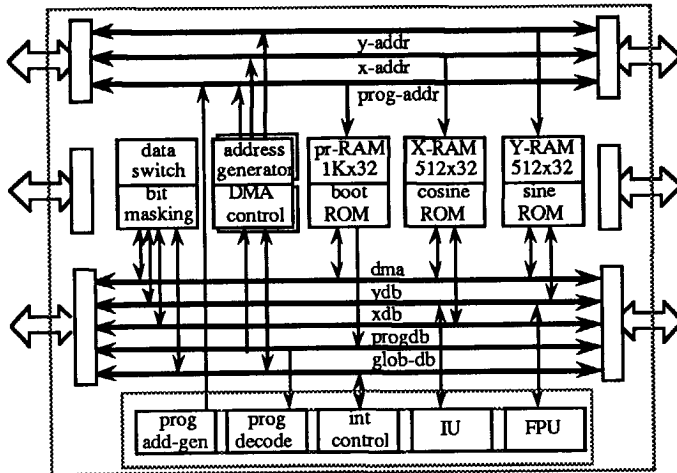 y-addr
x-addr
prog-addr
data switch
bit masking
address generator
DMA control
pr-RAM 1Kx32
boot ROM
X-RAM 512x32
cosine ROM
Y-RAM 512x32
sine ROM
dma
ydb
xdb
progdb
glob-db
prog add-gen
prog decode
int control
IU
FPU